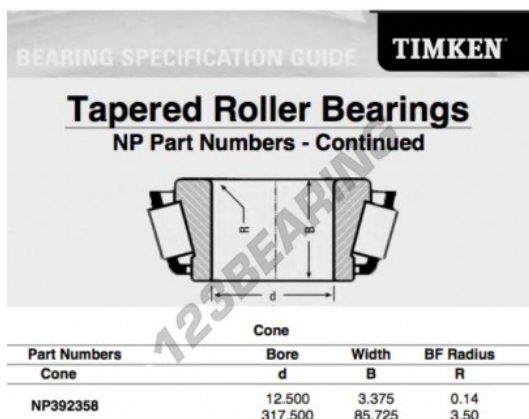 BEARING SPECIFICATION GUIDE
TIMKEN
Tapered Roller Bearings
NP Part Numbers - Continued
R
B
d
123BEARING
Cone
Part Numbers Bore Width BF Radius
Cone d B R
NP392358 12.500 3.375 0.14
317.500 85.725 3.50